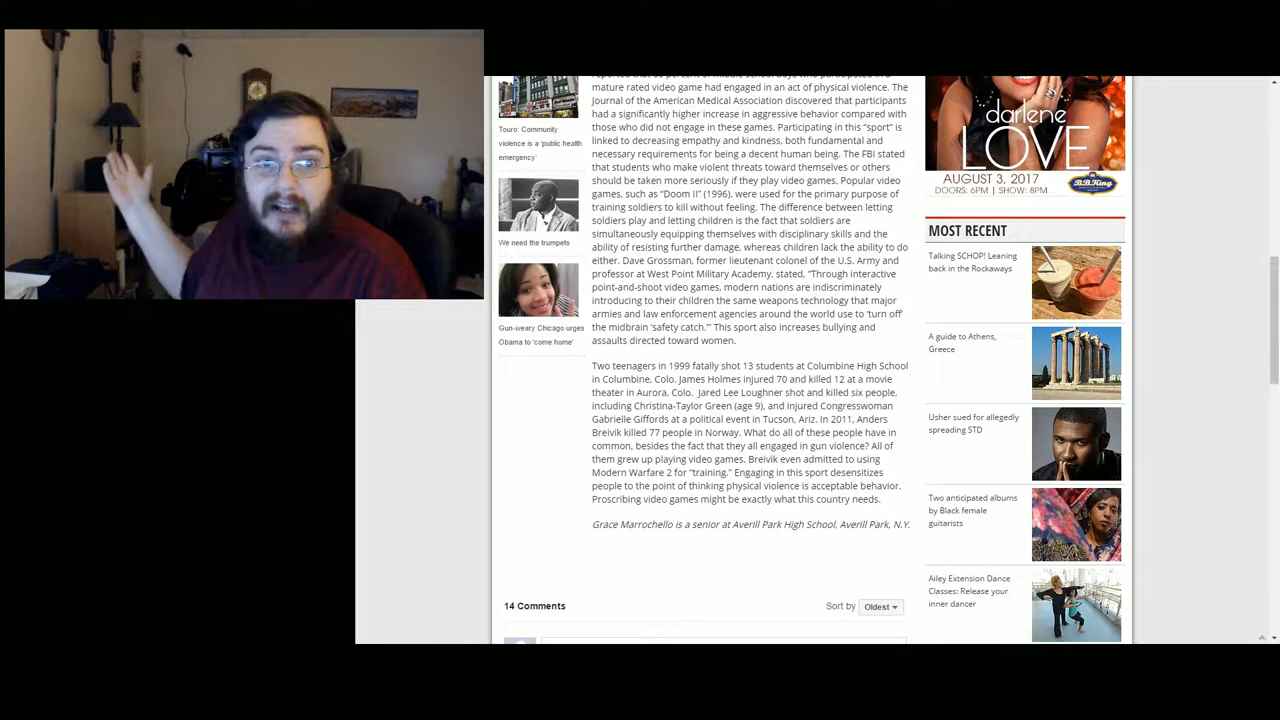 Touro: Community
violence is a 'public health
emergency'
We need the trumpets
Gun-weary Chicago urges
Obama to 'come home'
mature rated video game had engaged in an act of physical violence. The
Journal of the American Medical Association discovered that participants
had a significantly higher increase in aggressive behavior compared with
those who did not engage in these games. Participating in this “sport” is
linked to decreasing empathy and kindness, both fundamental and
necessary requirements for being a decent human being. The FBI stated
that students who make violent threats toward themselves or others
should be taken more seriously if they play video games. Popular video
games, such as “Doom II” (1996), were used for the primary purpose of
training soldiers to kill without feeling. The difference between letting
soldiers play and letting children is the fact that soldiers are
simultaneously equipping themselves with disciplinary skills and the
ability of resisting further damage, whereas children lack the ability to do
either. Dave Grossman, former lieutenant colonel of the U.S. Army and
professor at West Point Military Academy, stated, “Through interactive
point-and-shoot video games, modern nations are indiscriminately
introducing to their children the same weapons technology that major
armies and law enforcement agencies around the world use to ‘turn off’
the midbrain ‘safety catch.’” This sport also increases bullying and
assaults directed toward women.
Two teenagers in 1999 fatally shot 13 students at Columbine High School
in Columbine, Colo. James Holmes injured 70 and killed 12 at a movie
theater in Aurora, Colo.  Jared Lee Loughner shot and killed six people,
including Christina-Taylor Green (age 9), and injured Congresswoman
Gabrielle Giffords at a political event in Tucson, Ariz. In 2011, Anders
Breivik killed 77 people in Norway. What do all of these people have in
common, besides the fact that they all engaged in gun violence? All of
them grew up playing video games. Breivik even admitted to using
Modern Warfare 2 for “training.” Engaging in this sport desensitizes
people to the point of thinking physical violence is acceptable behavior.
Proscribing video games might be exactly what this country needs.
Grace Marrochello is a senior at Averill Park High School, Averill Park, N.Y.
14 Comments
Sort by Oldest
darlene
LOVE
AUGUST 3, 2017
DOORS: 6PM | SHOW: 8PM
B.B. King
MOST RECENT
Talking SCHOP! Leaning
back in the Rockaways
A guide to Athens,
Greece
Usher sued for allegedly
spreading STD
Two anticipated albums
by Black female
guitarists
Ailey Extension Dance
Classes: Release your
inner dancer